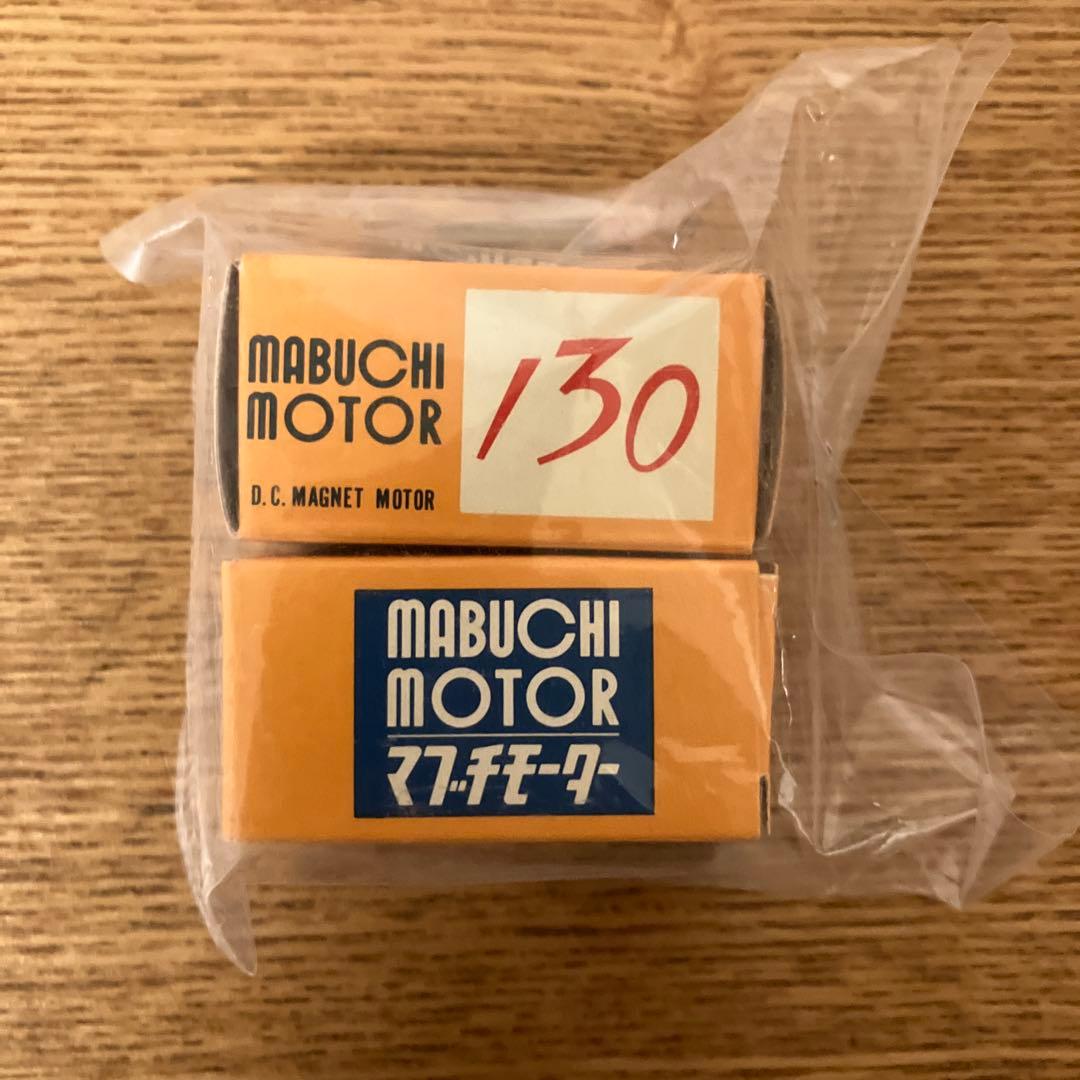 MABUCHI
MOTOR
130
D.C. MAGNET MOTOR
MABUCHI
MOTOR
マブチモーター